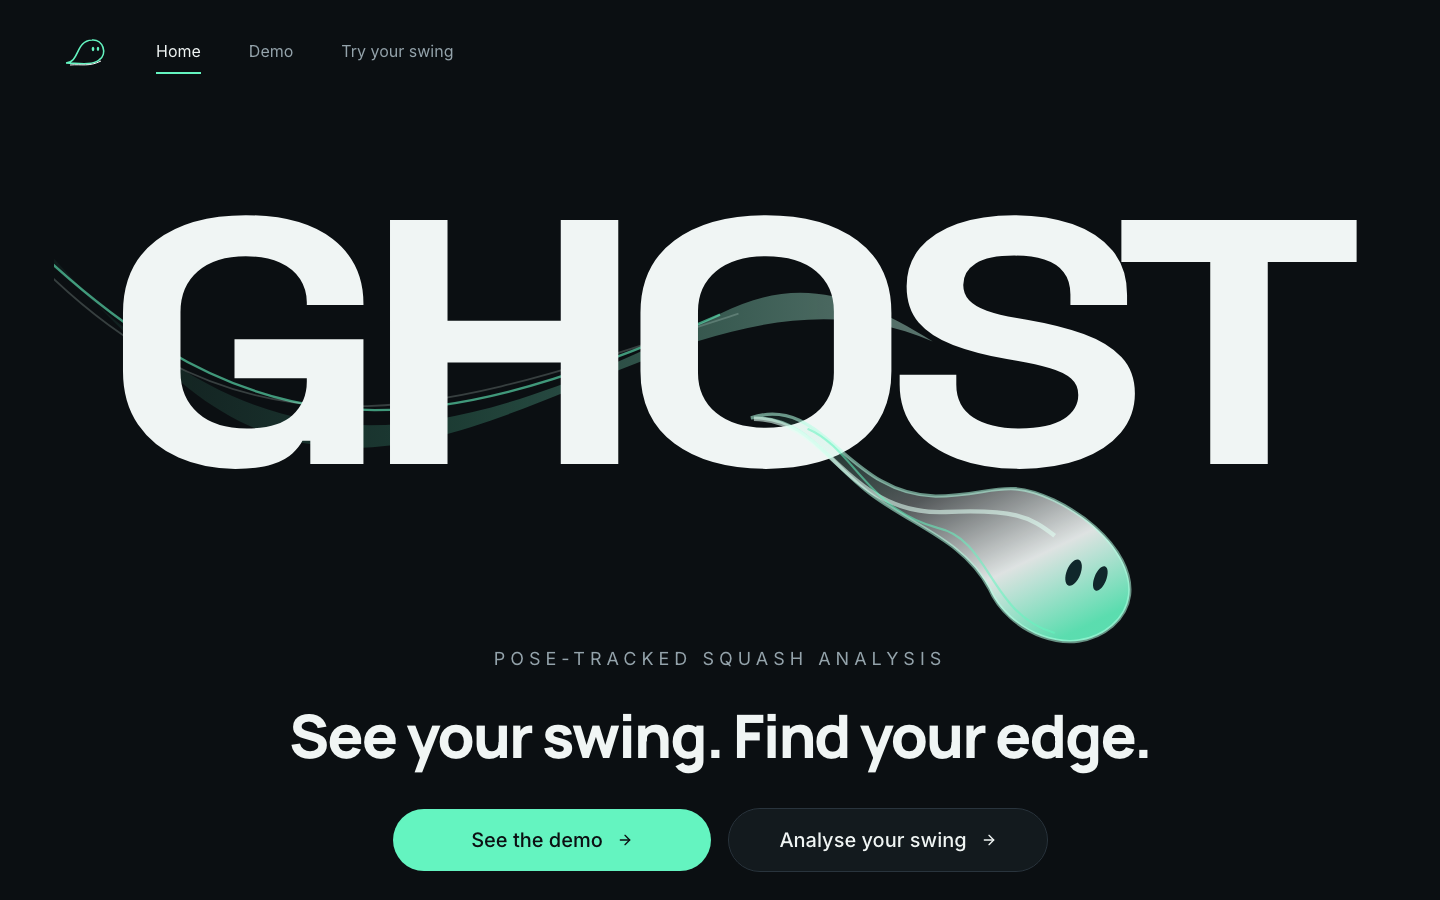 Home
Demo
Try your swing
GHOST
POSE-TRACKED SQUASH ANALYSIS
See your swing. Find your edge.
See the demo →
Analyse your swing →